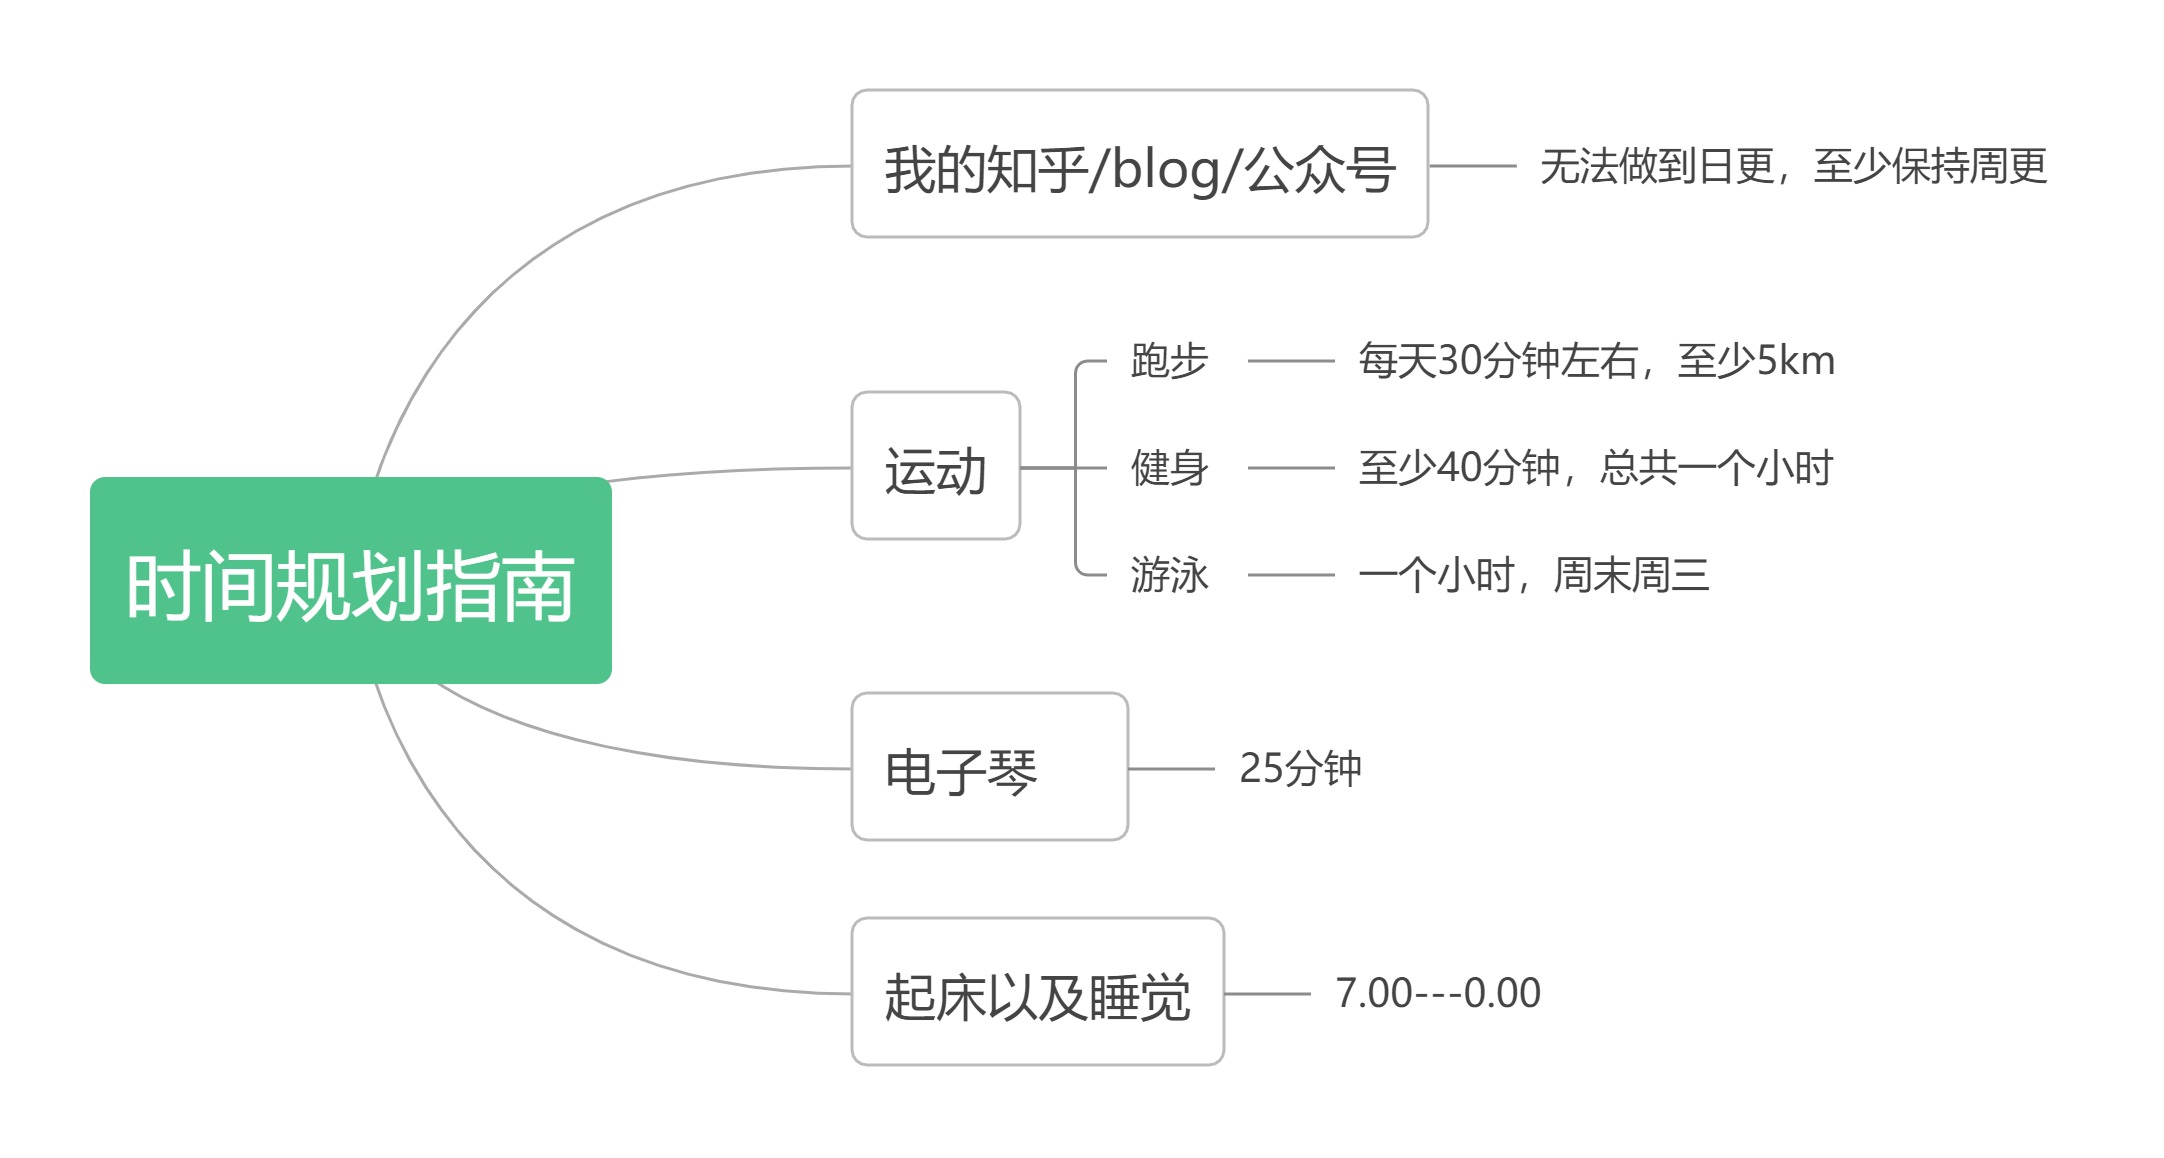 我的知乎/blog/公众号
无法做到日更，至少保持周更
跑步
每天30分钟左右，至少5km
运动
健身
至少40分钟，总共一个小时
时间规划指南
游泳
一个小时，周末周三
电子琴
25分钟
起床以及睡觉
7.00---0.00